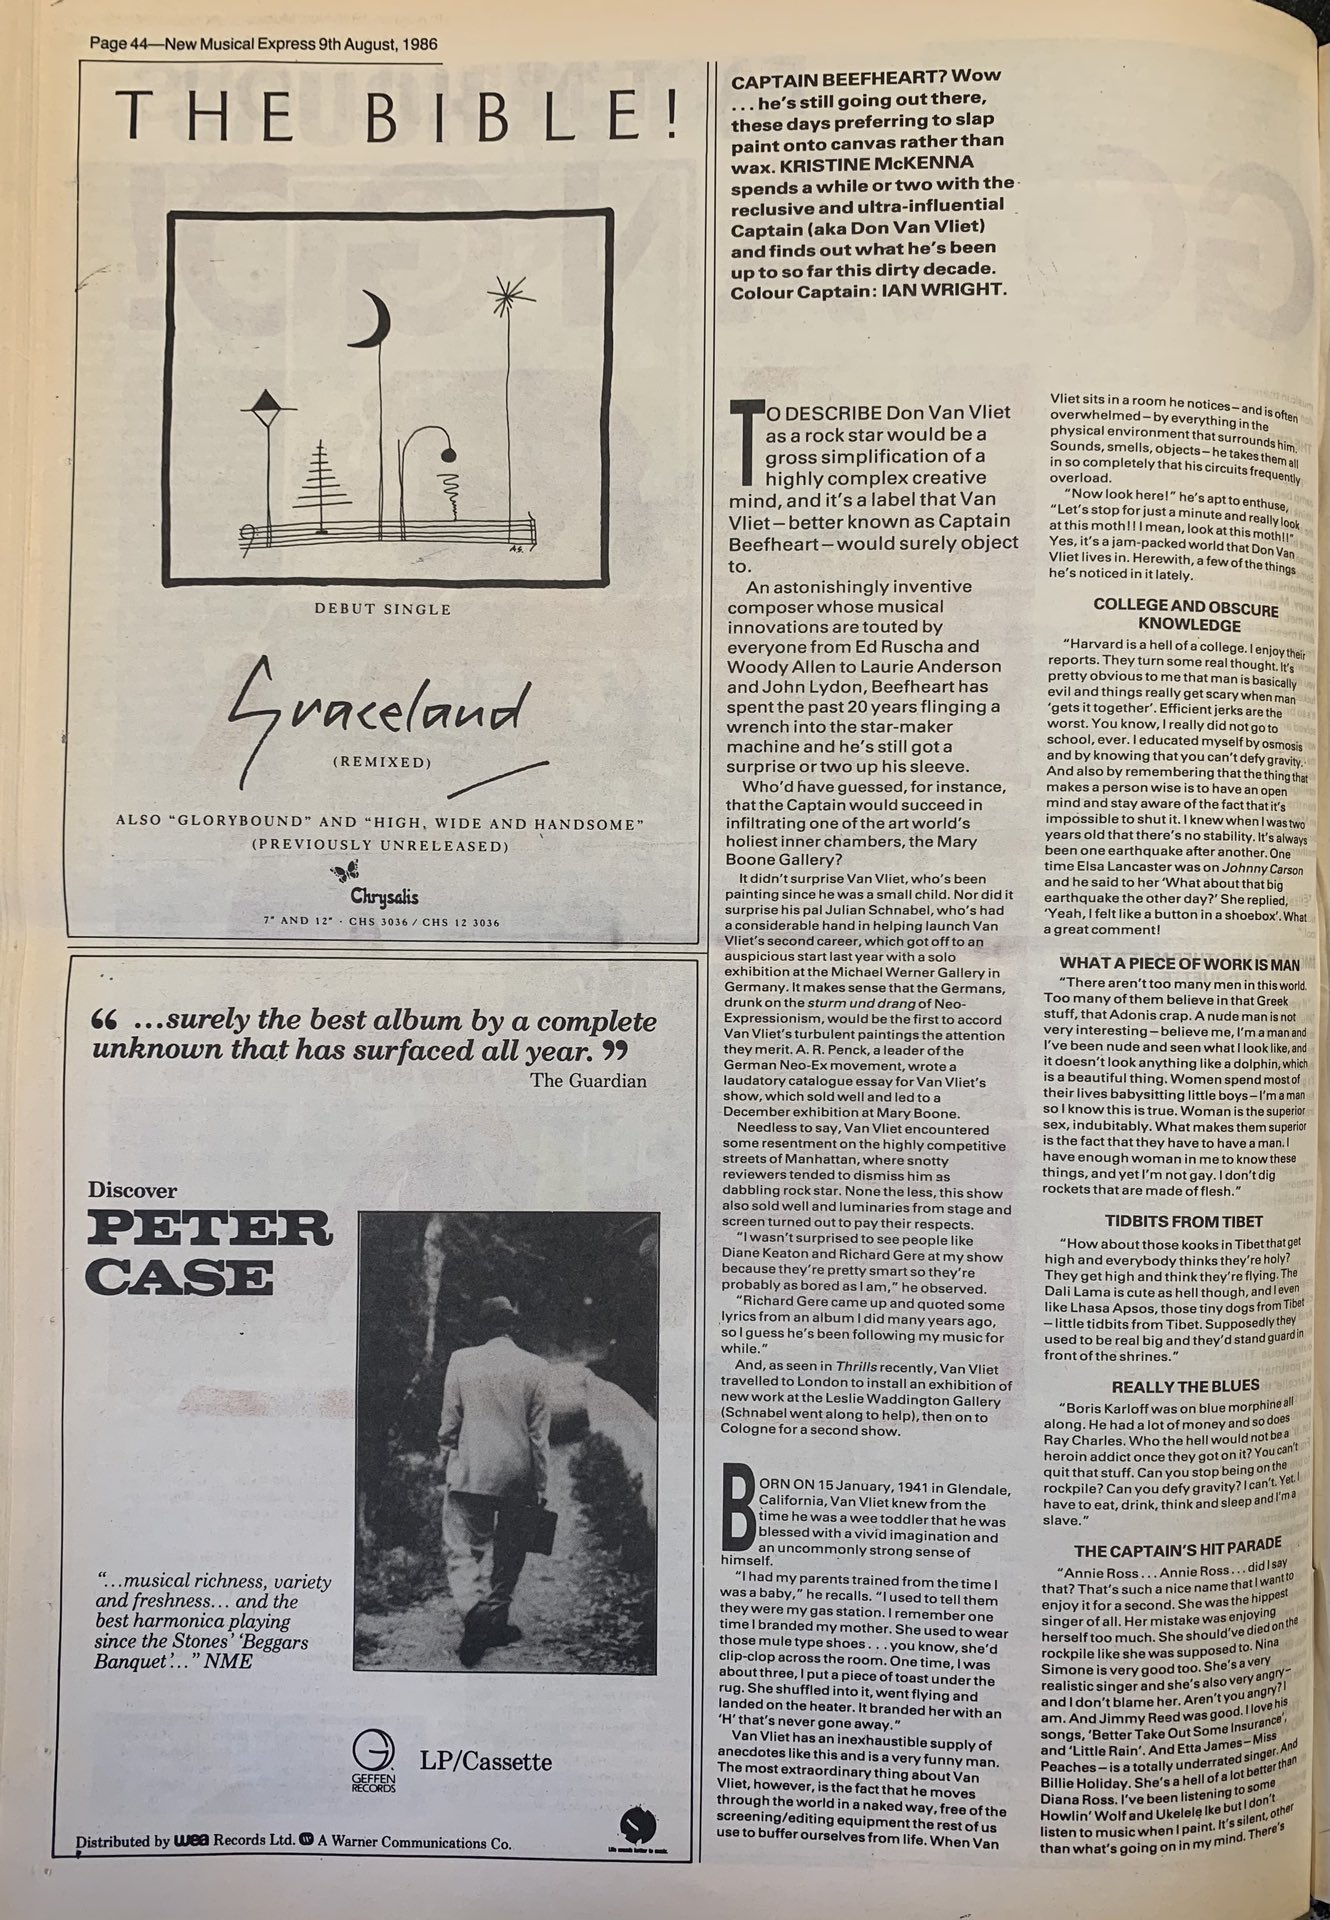 Page 44—New Musical Express 9th August, 1986
THE BIBLE!
A.S.
DEBUT SINGLE
Graceland
(REMIXED)
ALSO “GLORYBOUND” AND “HIGH, WIDE AND HANDSOME”
(PREVIOUSLY UNRELEASED)
Chrysalis
7" AND 12" · CHS 3036 / CHS 12 3036
“ ...surely the best album by a complete
unknown that has surfaced all year. ”
The Guardian
Discover
PETER
CASE
“...musical richness, variety
and freshness... and the
best harmonica playing
since the Stones’ ‘Beggars
Banquet’...” NME
GEFFEN
RECORDS
LP/Cassette
Distributed by wea Records Ltd. A Warner Communications Co.
CAPTAIN BEEFHEART? Wow
...he’s still going out there,
these days preferring to slap
paint onto canvas rather than
wax. KRISTINE McKENNA
spends a while or two with the
reclusive and ultra-influential
Captain (aka Don Van Vliet)
and finds out what he’s been
up to so far this dirty decade.
Colour Captain: IAN WRIGHT.
TO DESCRIBE Don Van Vliet
as a rock star would be a
gross simplification of a
highly complex creative
mind, and it’s a label that Van
Vliet—better known as Captain
Beefheart—would surely object
to.
An astonishingly inventive
composer whose musical
innovations are touted by
everyone from Ed Ruscha and
Woody Allen to Laurie Anderson
and John Lydon, Beefheart has
spent the past 20 years flinging a
wrench into the star-maker
machine and he’s still got a
surprise or two up his sleeve.
Who’d have guessed, for instance,
that the Captain would succeed in
infiltrating one of the art world’s
holiest inner chambers, the Mary
Boone Gallery?
It didn’t surprise Van Vliet, who’s been
painting since he was a small child. Nor did it
surprise his pal Julian Schnabel, who’s had
a considerable hand in helping launch Van
Vliet’s second career, which got off to an
auspicious start last year with a solo
exhibition at the Michael Werner Gallery in
Germany. It makes sense that the Germans,
drunk on the sturm und drang of Neo-
Expressionism, would be the first to accord
Van Vliet’s turbulent paintings the attention
they merit. A. R. Penck, a leader of the
German Neo-Ex movement, wrote a
laudatory catalogue essay for Van Vliet’s
show, which sold well and led to a
December exhibition at Mary Boone.
Needless to say, Van Vliet encountered
some resentment on the highly competitive
streets of Manhattan, where snotty
reviewers tended to dismiss him as
dabbling rock star. None the less, this show
also sold well and luminaries from stage and
screen turned out to pay their respects.
“I wasn’t surprised to see people like
Diane Keaton and Richard Gere at my show
because they’re pretty smart so they’re
probably as bored as I am,” he observed.
“Richard Gere came up and quoted some
lyrics from an album I did many years ago,
so I guess he’s been following my music for
while.”
And, as seen in Thrills recently, Van Vliet
travelled to London to install an exhibition of
new work at the Leslie Waddington Gallery
(Schnabel went along to help), then on to
Cologne for a second show.
BORN ON 15 January, 1941 in Glendale,
California, Van Vliet knew from the
time he was a wee toddler that he was
blessed with a vivid imagination and
an uncommonly strong sense of
himself.
“I had my parents trained from the time I
was a baby,” he recalls. “I used to tell them
they were my gas station. I remember one
time I branded my mother. She used to wear
those mule type shoes...you know, she’d
clip-clop across the room. One time, I was
about three, I put a piece of toast under the
rug. She shuffled into it, went flying and
landed on the heater. It branded her with an
‘H’ that’s never gone away.”
Van Vliet has an inexhaustible supply of
anecdotes like this and is a very funny man.
The most extraordinary thing about Van
Vliet, however, is the fact that he moves
through the world in a naked way, free of the
screening/editing equipment the rest of us
use to buffer ourselves from life. When Van
Vliet sits in a room he notices—and is often
overwhelmed—by everything in the
physical environment that surrounds him.
Sounds, smells, objects—he takes them all
in so completely that his circuits frequently
overload.
“Now look here!” he’s apt to enthuse,
“Let’s stop for just a minute and really look
at this moth!! I mean, look at this moth!!”
Yes, it’s a jam-packed world that Don Van
Vliet lives in. Herewith, a few of the things
he’s noticed in it lately.
COLLEGE AND OBSCURE
KNOWLEDGE
“Harvard is a hell of a college. I enjoy their
reports. They turn some real thought. It’s
pretty obvious to me that man is basically
evil and things really get scary when man
‘gets it together’. Efficient jerks are the
worst. You know, I really did not go to
school, ever. I educated myself by osmosis
and by knowing that you can’t defy gravity.
And also by remembering that the thing that
makes a person wise is to have an open
mind and stay aware of the fact that it’s
impossible to shut it. I knew when I was two
years old that there’s no stability. It’s always
been one earthquake after another. One
time Elsa Lancaster was on Johnny Carson
and he said to her ‘What about that big
earthquake the other day?’ She replied,
‘Yeah, I felt like a button in a shoebox’. What
a great comment!
WHAT A PIECE OF WORK IS MAN
“There aren’t too many men in this world.
Too many of them believe in that Greek
stuff, that Adonis crap. A nude man is not
very interesting—believe me, I’m a man and
I’ve been nude and seen what I look like, and
it doesn’t look anything like a dolphin, which
is a beautiful thing. Women spend most of
their lives babysitting little boys—I’m a man
so I know this is true. Woman is the superior
sex, indubitably. What makes them superior
is the fact that they have to have a man. I
have enough woman in me to know these
things, and yet I’m not gay. I don’t dig
rockets that are made of flesh.”
TIDBITS FROM TIBET
“How about those kooks in Tibet that get
high and everybody thinks they’re holy?
They get high and think they’re flying. The
Dali Lama is cute as hell though, and I even
like Lhasa Apsos, those tiny dogs from Tibet
—little tidbits from Tibet. Supposedly they
used to be real big and they’d stand guard in
front of the shrines.”
REALLY THE BLUES
“Boris Karloff was on blue morphine all
along. He had a lot of money and so does
Ray Charles. Who the hell would not be a
heroin addict once they got on it? You can’t
quit that stuff. Can you stop being on the
rockpile? Can you defy gravity? I can’t. Yet, I
have to eat, drink, think and sleep and I’m a
slave.”
THE CAPTAIN’S HIT PARADE
“Annie Ross...Annie Ross...did I say
that? That’s such a nice name that I want to
enjoy it for a second. She was the hippest
singer of all. Her mistake was enjoying
herself too much. She should’ve died on the
rockpile like she was supposed to. Nina
Simone is very good too. She’s a very
realistic singer and she’s also very angry—
and I don’t blame her. Aren’t you angry? I
am. And Jimmy Reed was good. I love his
songs, ‘Better Take Out Some Insurance’,
and ‘Little Rain’. And Etta James—Miss
Peaches—is a totally underrated singer. And
Billie Holiday. She’s a hell of a lot better than
Diana Ross. I’ve been listening to some
Howlin’ Wolf and Ukelele Ike but I don’t
listen to music when I paint. It’s silent, other
than what’s going on in my mind. There’s